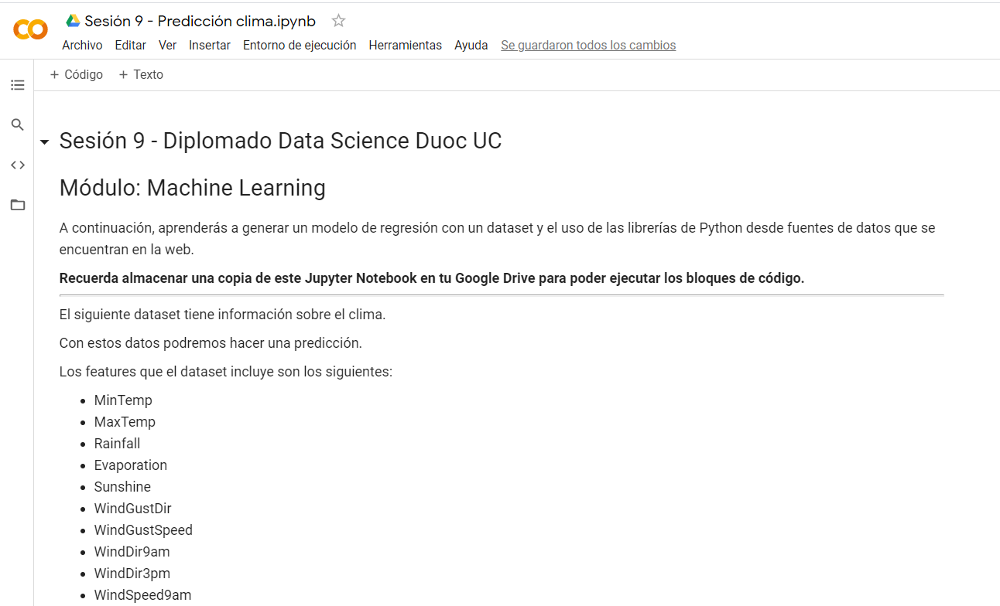 Sesión 9 - Predicción clima.ipynb
Archivo Editar Ver Insertar Entorno de ejecución Herramientas Ayuda Se guardaron todos los cambios
+ Código + Texto
Sesión 9 - Diplomado Data Science Duoc UC
Módulo: Machine Learning
A continuación, aprenderás a generar un modelo de regresión con un dataset y el uso de las librerías de Python desde fuentes de datos que se
encuentran en la web.
Recuerda almacenar una copia de este Jupyter Notebook en tu Google Drive para poder ejecutar los bloques de código.
El siguiente dataset tiene información sobre el clima.
Con estos datos podremos hacer una predicción.
Los features que el dataset incluye son los siguientes:
• MinTemp
• MaxTemp
• Rainfall
• Evaporation
• Sunshine
• WindGustDir
• WindGustSpeed
• WindDir9am
• WindDir3pm
• WindSpeed9am